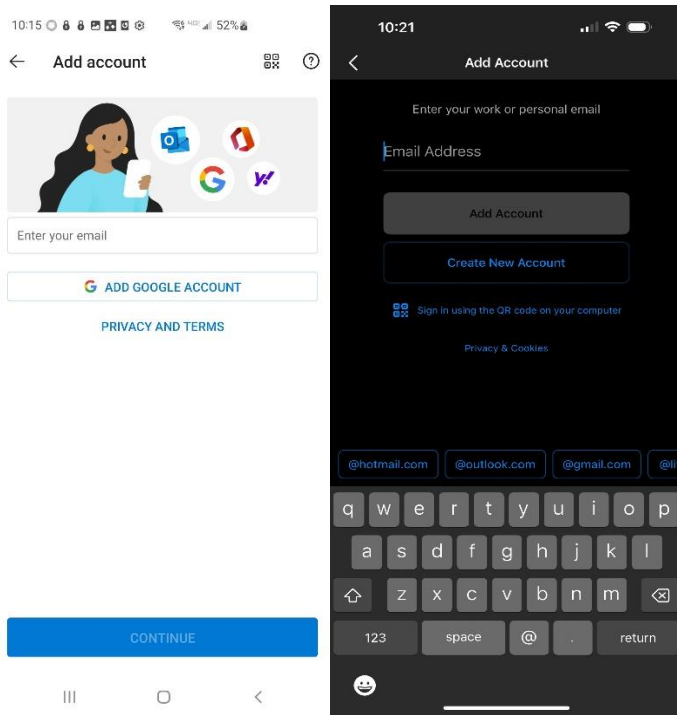 10:15
52%
Add account
Enter your email
ADD GOOGLE ACCOUNT
PRIVACY AND TERMS
CONTINUE
10:21
Add Account
Enter your work or personal email
Email Address
Add Account
Create New Account
Sign in using the QR code on your computer
Privacy & Cookies
@hotmail.com @outlook.com @gmail.com @li
q w e r t y u i o p
a s d f g h j k l
z x c v b n m
123 space @ . return